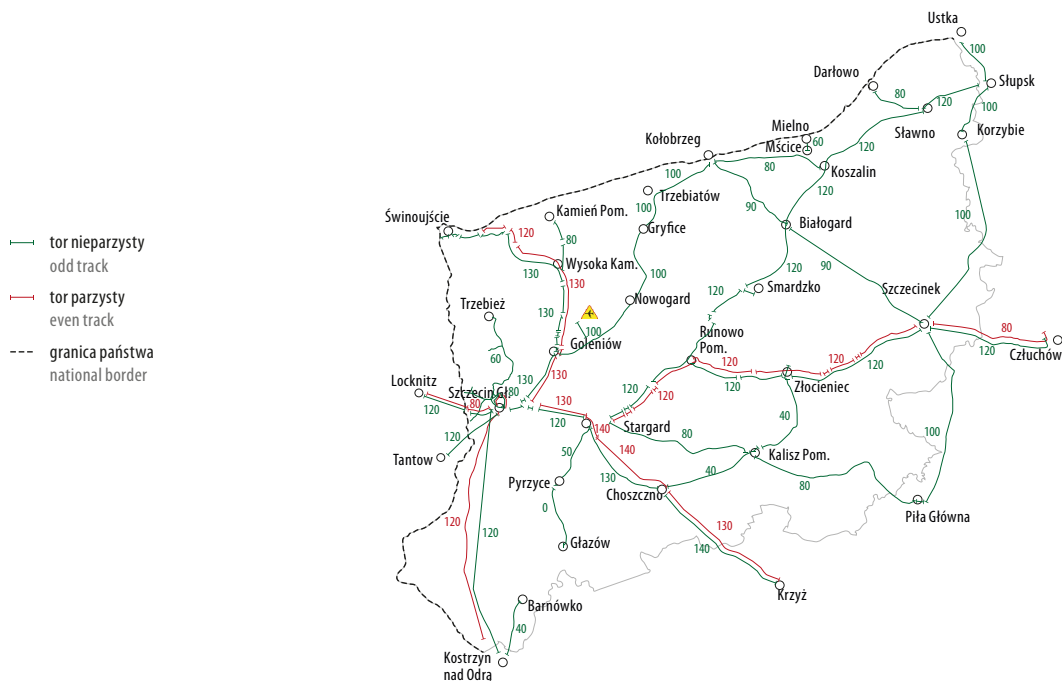 Ustka
100
Słupsk
Darłowo
80
120
100
Sławno
Korzybie
Mielno
60
Mścice
Kołobrzeg
80
120
Koszalin
100
Trzebiatów
120
90
100
Kamień Pom.
Gryfice
Białogard
100
Świnoujście
120
80
130
Wysoka Kam.
130
tor nieparzysty
odd track
tor parzysty
even track
granica państwa
national border
100
120
90
Smardzko
120
Szczecinek
Trzebież
Nowogard
130
100
Goleniów
Runowo
Pom.
80
120
Człuchów
60
130
130
120
120
120
120
Złocieniec
Locknitz
Szczecin Gł.
80
80
120
120
120
130
120
140
Stargard
40
120
140
80
100
Tantow
50
130
40
Kalisz Pom.
80
Pyrzyce
Choszczno
Piła Główna
0
120
120
130
140
Głazów
Krzyż
Barnówko
40
Kostrzyn
nad Odrą